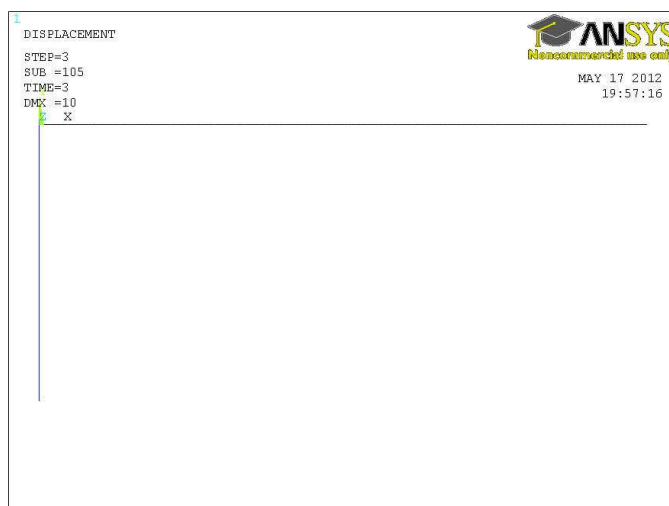 1
DISPLACEMENT
STEP=3
SUB =105
TIME=3
DMX =10
Z X
ANSYS
Noncommercial use only
MAY 17 2012
19:57:16